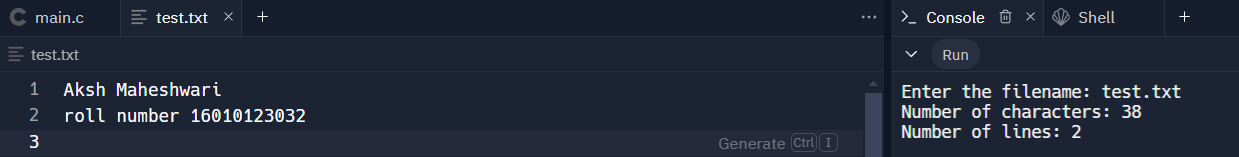 main.c
test.txt
Console
Shell
test.txt
Run
1 Aksh Maheshwari
2 roll number 16010123032
3
Generate Ctrl I
Enter the filename: test.txt
Number of characters: 38
Number of lines: 2